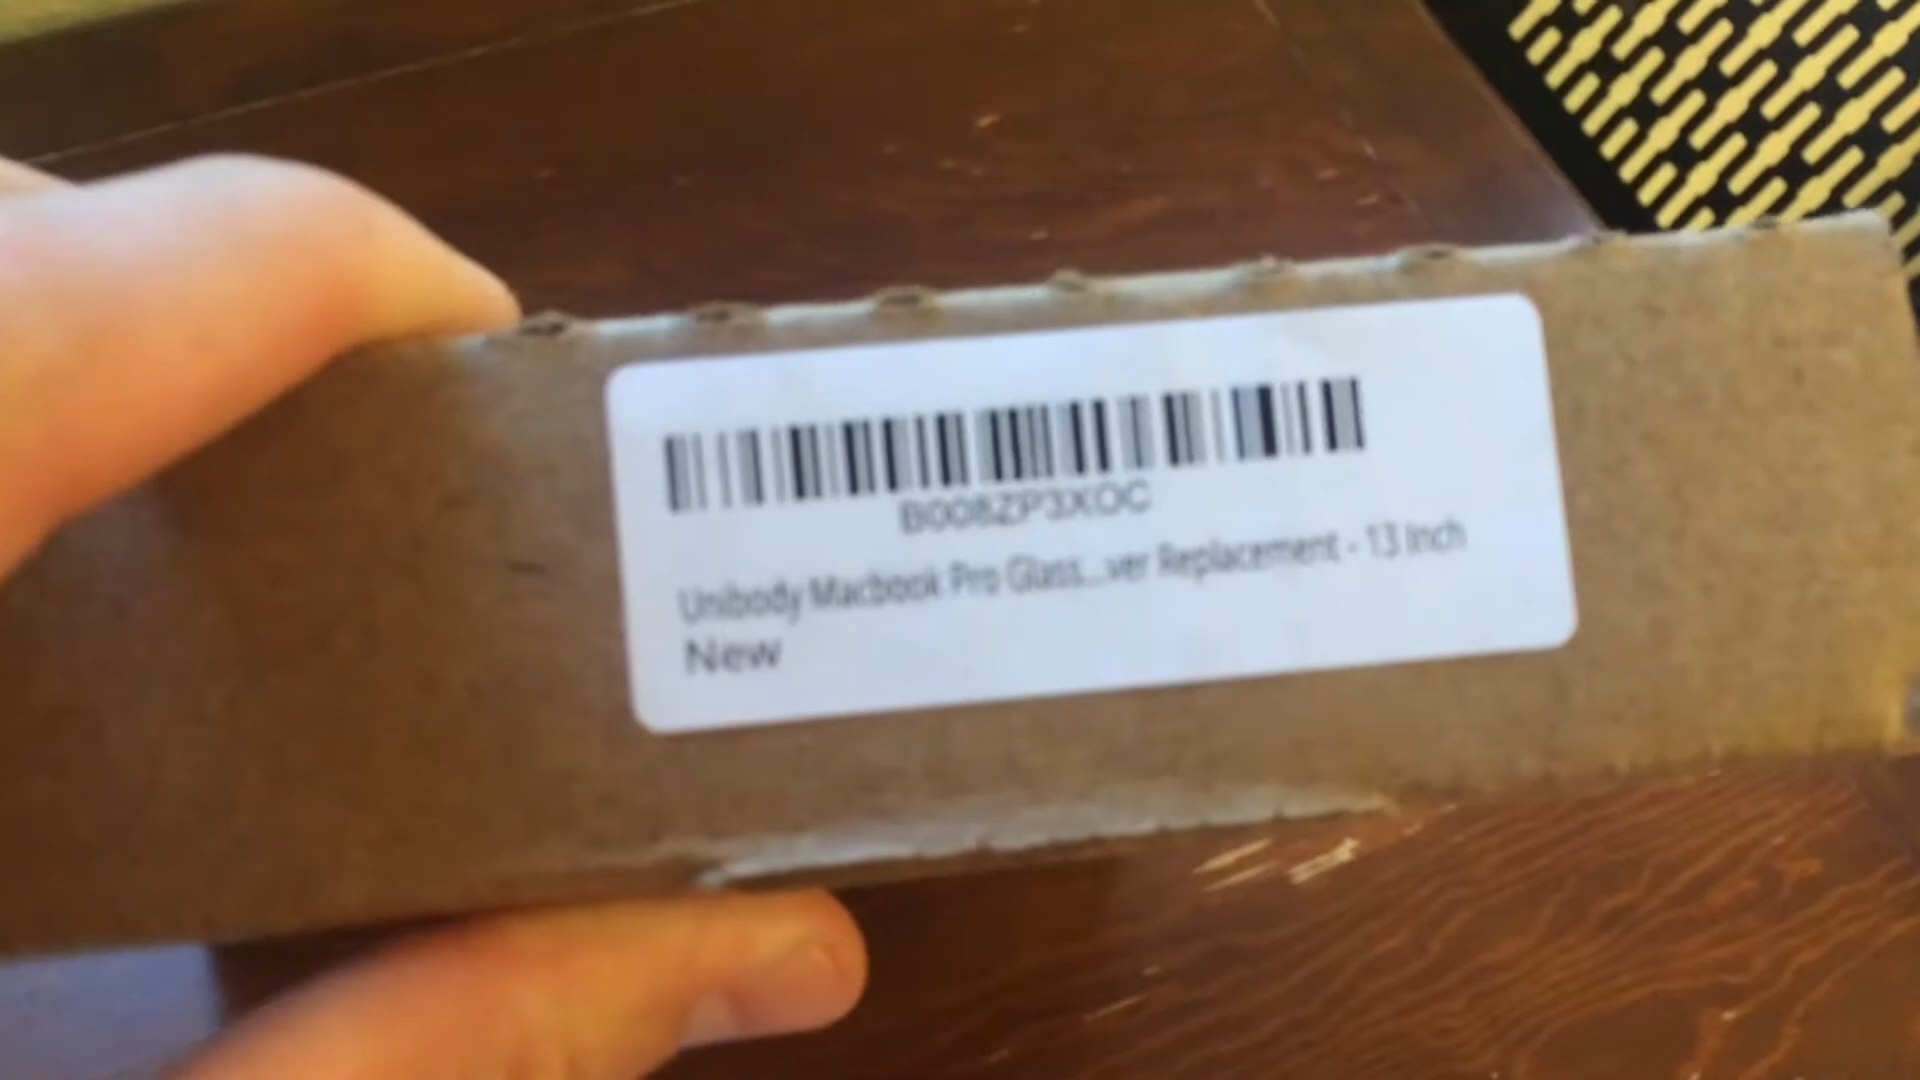 B008ZP3XOC
Unibody Macbook Pro Glass...ver Replacement - 13 Inch
New